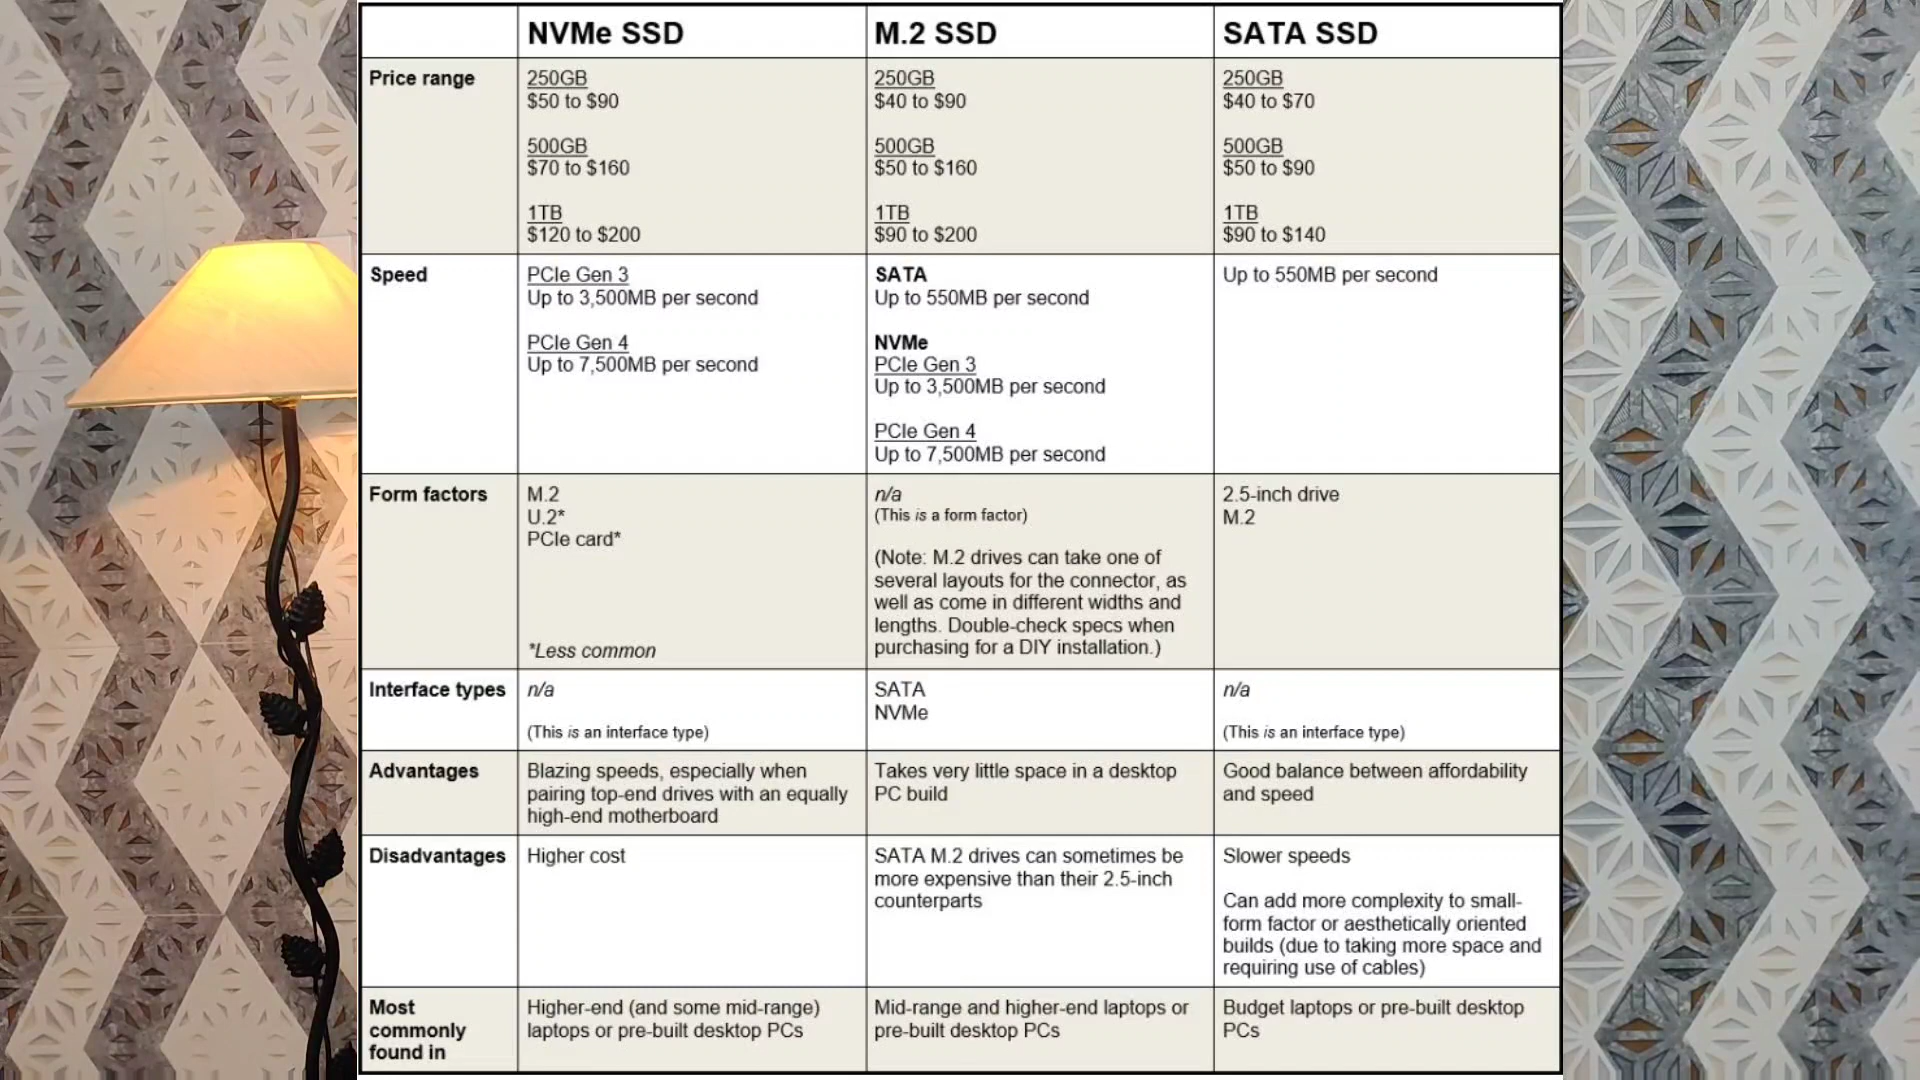 NVMe SSD
M.2 SSD
SATA SSD
Price range
250GB
$50 to $90
500GB
$70 to $160
1TB
$120 to $200
250GB
$40 to $90
500GB
$50 to $160
1TB
$90 to $200
250GB
$40 to $70
500GB
$50 to $90
1TB
$90 to $140
Speed
PCIe Gen 3
Up to 3,500MB per second
PCIe Gen 4
Up to 7,500MB per second
SATA
Up to 550MB per second
NVMe
PCIe Gen 3
Up to 3,500MB per second
PCIe Gen 4
Up to 7,500MB per second
Up to 550MB per second
Form factors
M.2
U.2*
PCIe card*
*Less common
n/a
(This is a form factor)
(Note: M.2 drives can take one of
several layouts for the connector, as
well as come in different widths and
lengths. Double-check specs when
purchasing for a DIY installation.)
2.5-inch drive
M.2
Interface types
n/a
(This is an interface type)
SATA
NVMe
n/a
(This is an interface type)
Advantages
Blazing speeds, especially when
pairing top-end drives with an equally
high-end motherboard
Takes very little space in a desktop
PC build
Good balance between affordability
and speed
Disadvantages
Higher cost
SATA M.2 drives can sometimes be
more expensive than their 2.5-inch
counterparts
Slower speeds
Can add more complexity to small-
form factor or aesthetically oriented
builds (due to taking more space and
requiring use of cables)
Most
commonly
found in
Higher-end (and some mid-range)
laptops or pre-built desktop PCs
Mid-range and higher-end laptops or
pre-built desktop PCs
Budget laptops or pre-built desktop
PCs